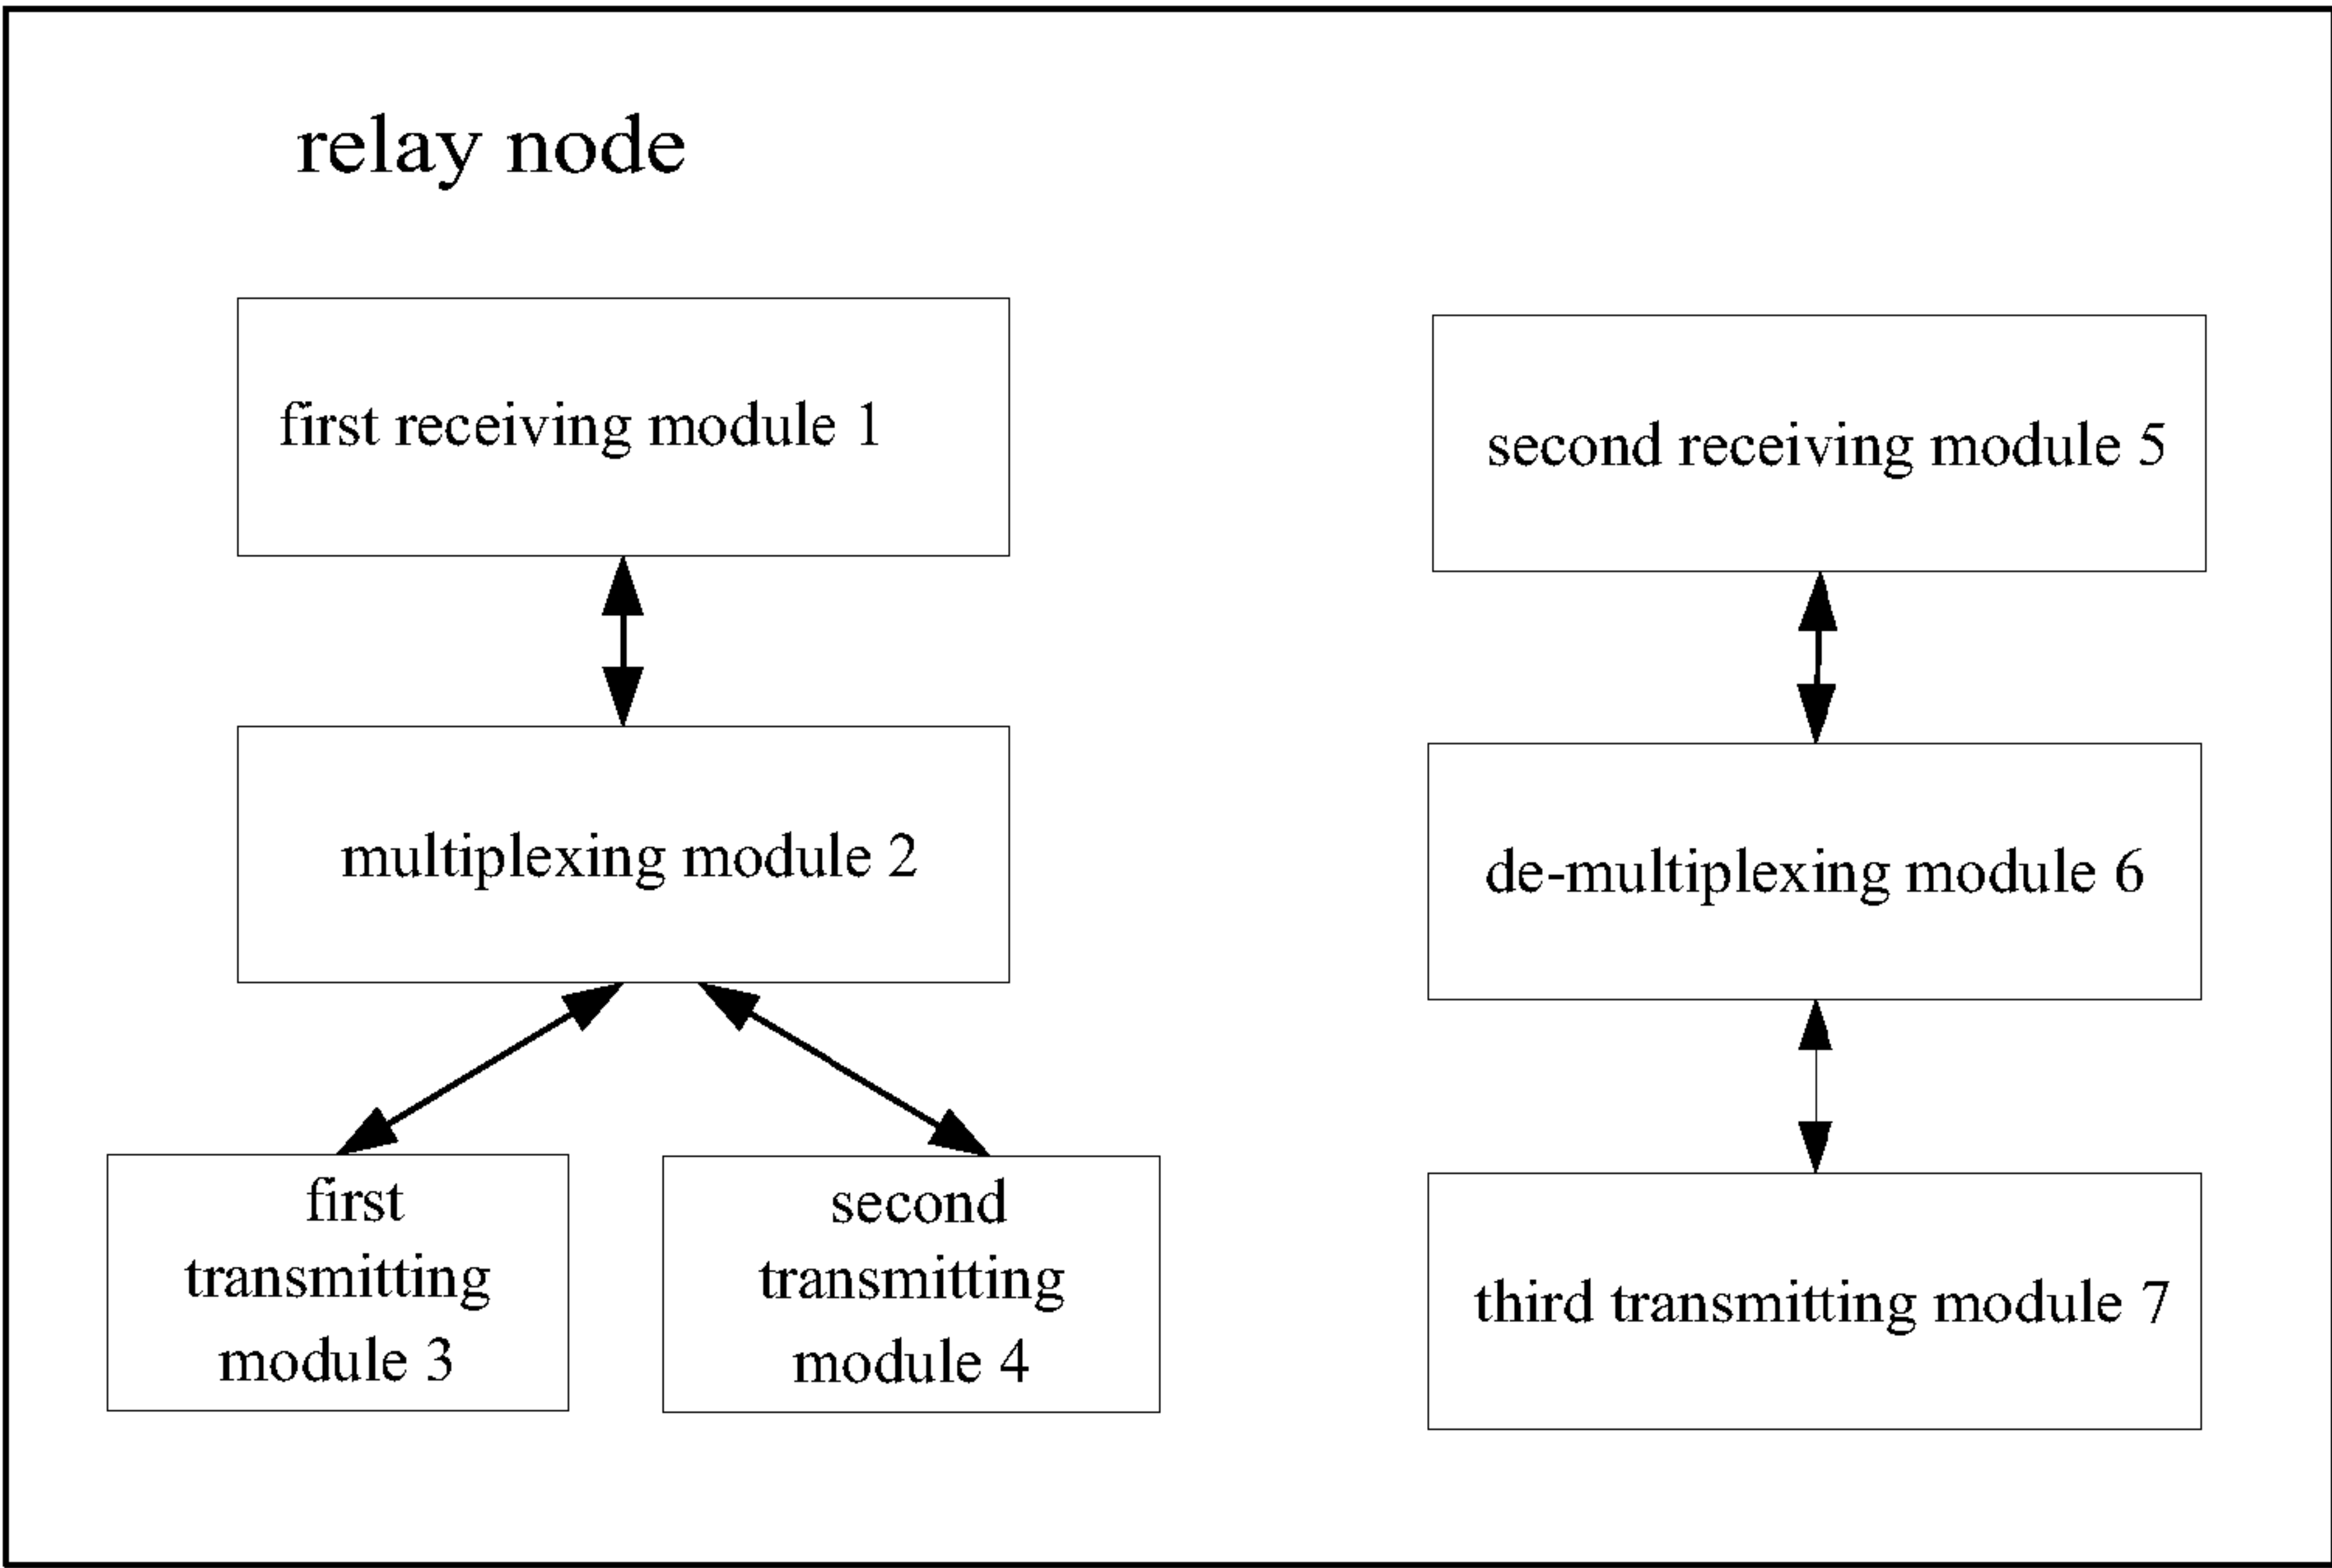 relay node
first receiving module 1
multiplexing module 2
first
transmitting
module 3
second
transmitting
module 4
second receiving module 5
de-multiplexing module 6
third transmitting module 7